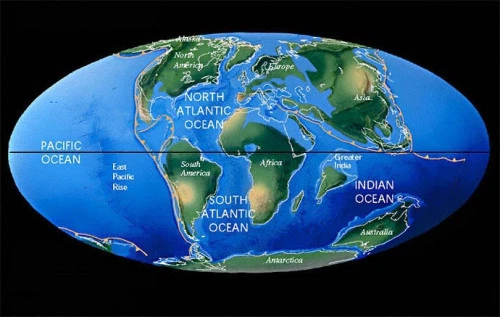 Alaska
North
America
Europe
Asia
NORTH
ATLANTIC
OCEAN
PACIFIC
OCEAN
East
Pacific
Rise
South
America
Africa
Greater
India
INDIAN
OCEAN
SOUTH
ATLANTIC
OCEAN
Australia
Antarctica